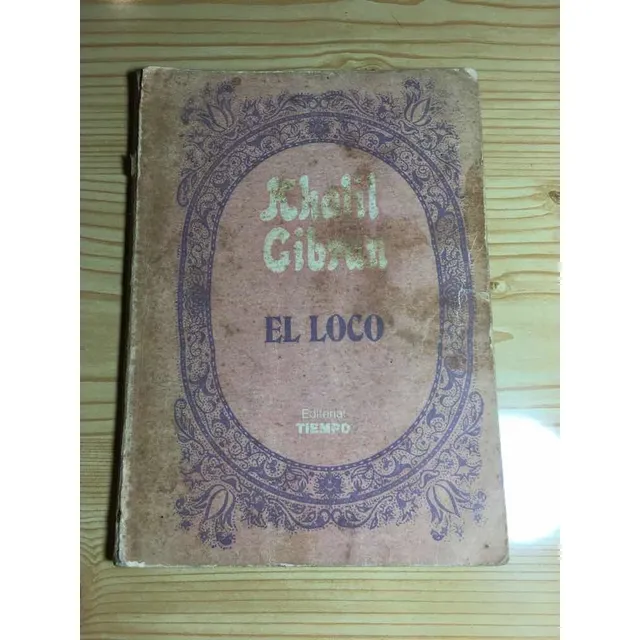 Khalil
Gibran
EL LOCO
Editorial
TIEMPO